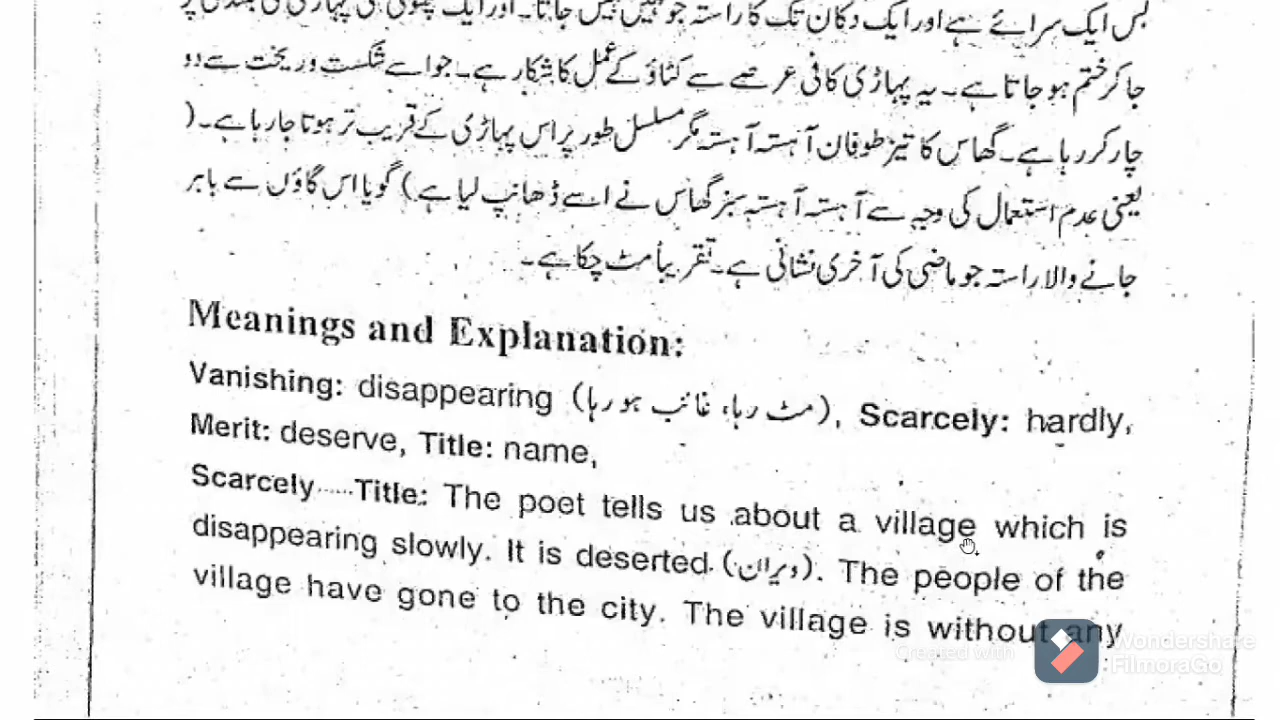 بس ایک سرائے ہے اور ایک دکان تک کا راستہ جو کہیں نہیں جاتا۔ اور ایک چھوٹی سی پہاڑی کی بلندی پر
جا کر ختم ہو جاتا ہے۔ یہ پہاڑی کافی عرصے سے کٹاؤ کے عمل کا شکار ہے۔ جو اسے شکست و ریخت سے دو
چار کر رہا ہے۔ گھاس کا تیز طوفان آہستہ آہستہ مگر مسلسل طور پر اس پہاڑی کے قریب تر ہوتا جا رہا ہے۔ (
یعنی عدم استعمال کی وجہ سے آہستہ آہستہ سبز گھاس نے اسے ڈھانپ لیا ہے) گویا اس گاؤں سے باہر
جانے والا راستہ جو ماضی کی آخری نشانی ہے۔ تقریباً مٹ چکا ہے۔
Meanings and Explanation:
Vanishing: disappearing (مٹ رہا، غائب ہو رہا), Scarcely: hardly,
Merit: deserve, Title: name,
Scarcely.....Title: The poet tells us about a village which is
disappearing slowly. It is deserted (ویران). The people of the
village have gone to the city. The village is without any
Created with Wondershare
FilmoraGo